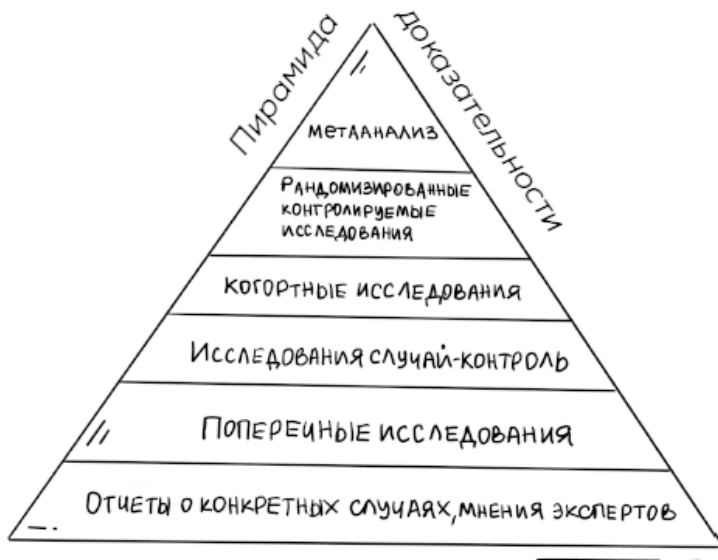 Пирамида
доказательности
МЕТААНАЛИЗ
РАНДОМИЗИРОВАННЫЕ
КОНТРОЛИРУЕМЫЕ
ИССЛЕДОВАНИЯ
КОГОРТНЫЕ ИССЛЕДОВАНИЯ
ИССЛЕДОВАНИЯ СЛУЧАЙ-КОНТРОЛЬ
ПОПЕРЕЧНЫЕ ИССЛЕДОВАНИЯ
ОТЧЕТЫ О КОНКРЕТНЫХ СЛУЧАЯХ, МНЕНИЯ ЭКСПЕРТОВ